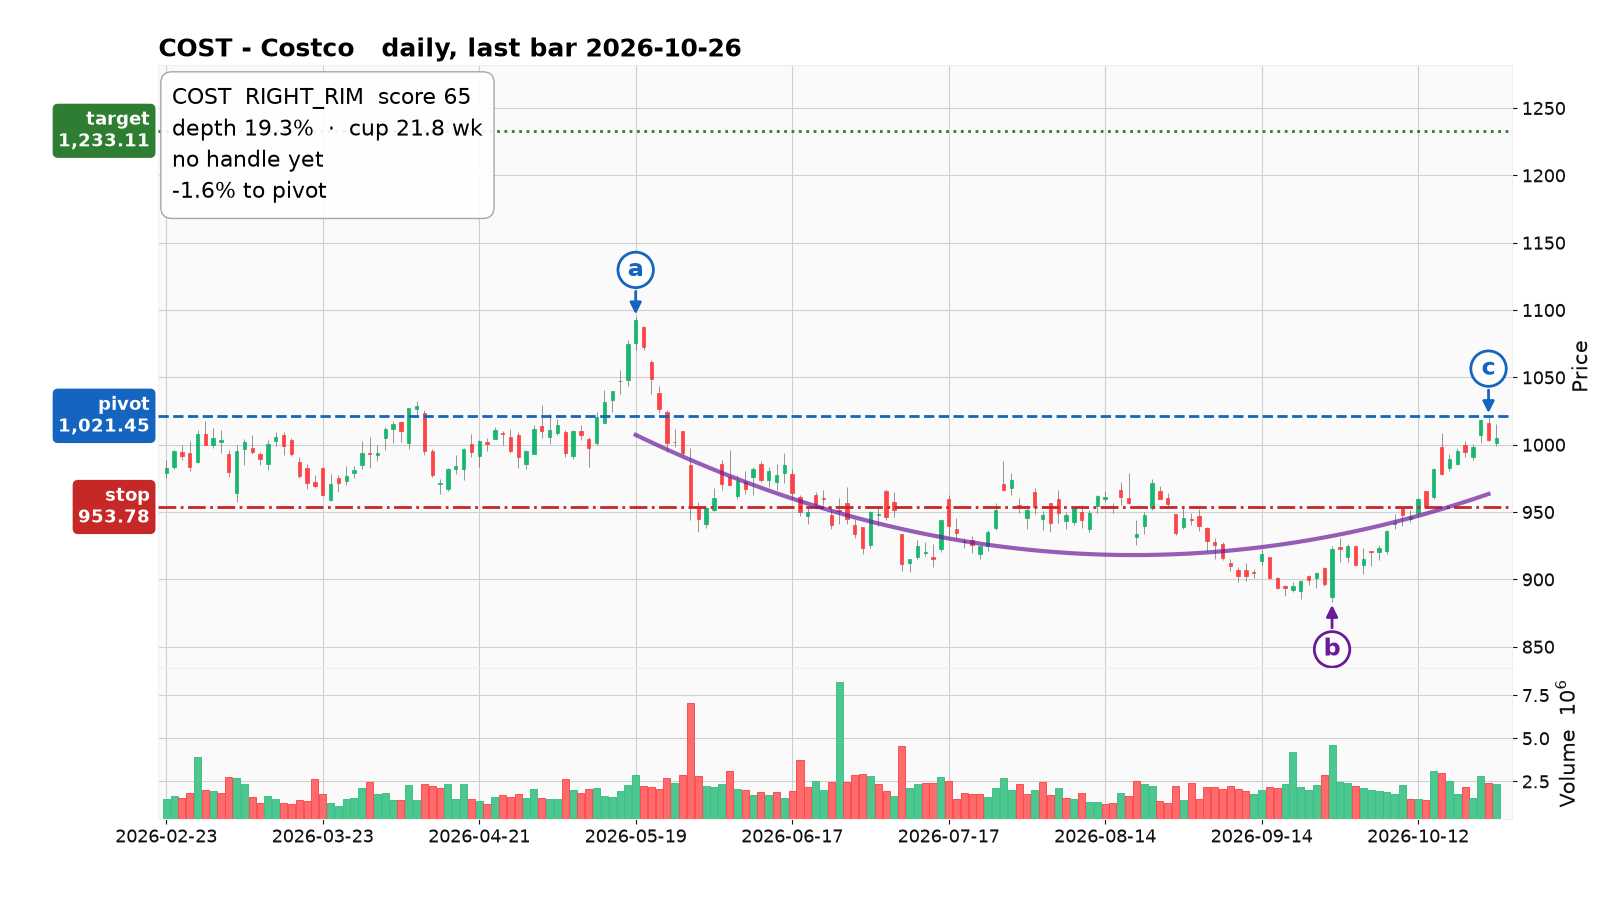 COST - Costco   daily, last bar 2026-10-26
COST  RIGHT_RIM  score 65
depth 19.3%  ·  cup 21.8 wk
no handle yet
-1.6% to pivot
target
1,233.11
pivot
1,021.45
stop
953.78
a
b
c
1250
1200
1150
1100
1050
1000
950
900
850
Price
7.5
5.0
2.5
Volume  10⁶
2026-02-23
2026-03-23
2026-04-21
2026-05-19
2026-06-17
2026-07-17
2026-08-14
2026-09-14
2026-10-12